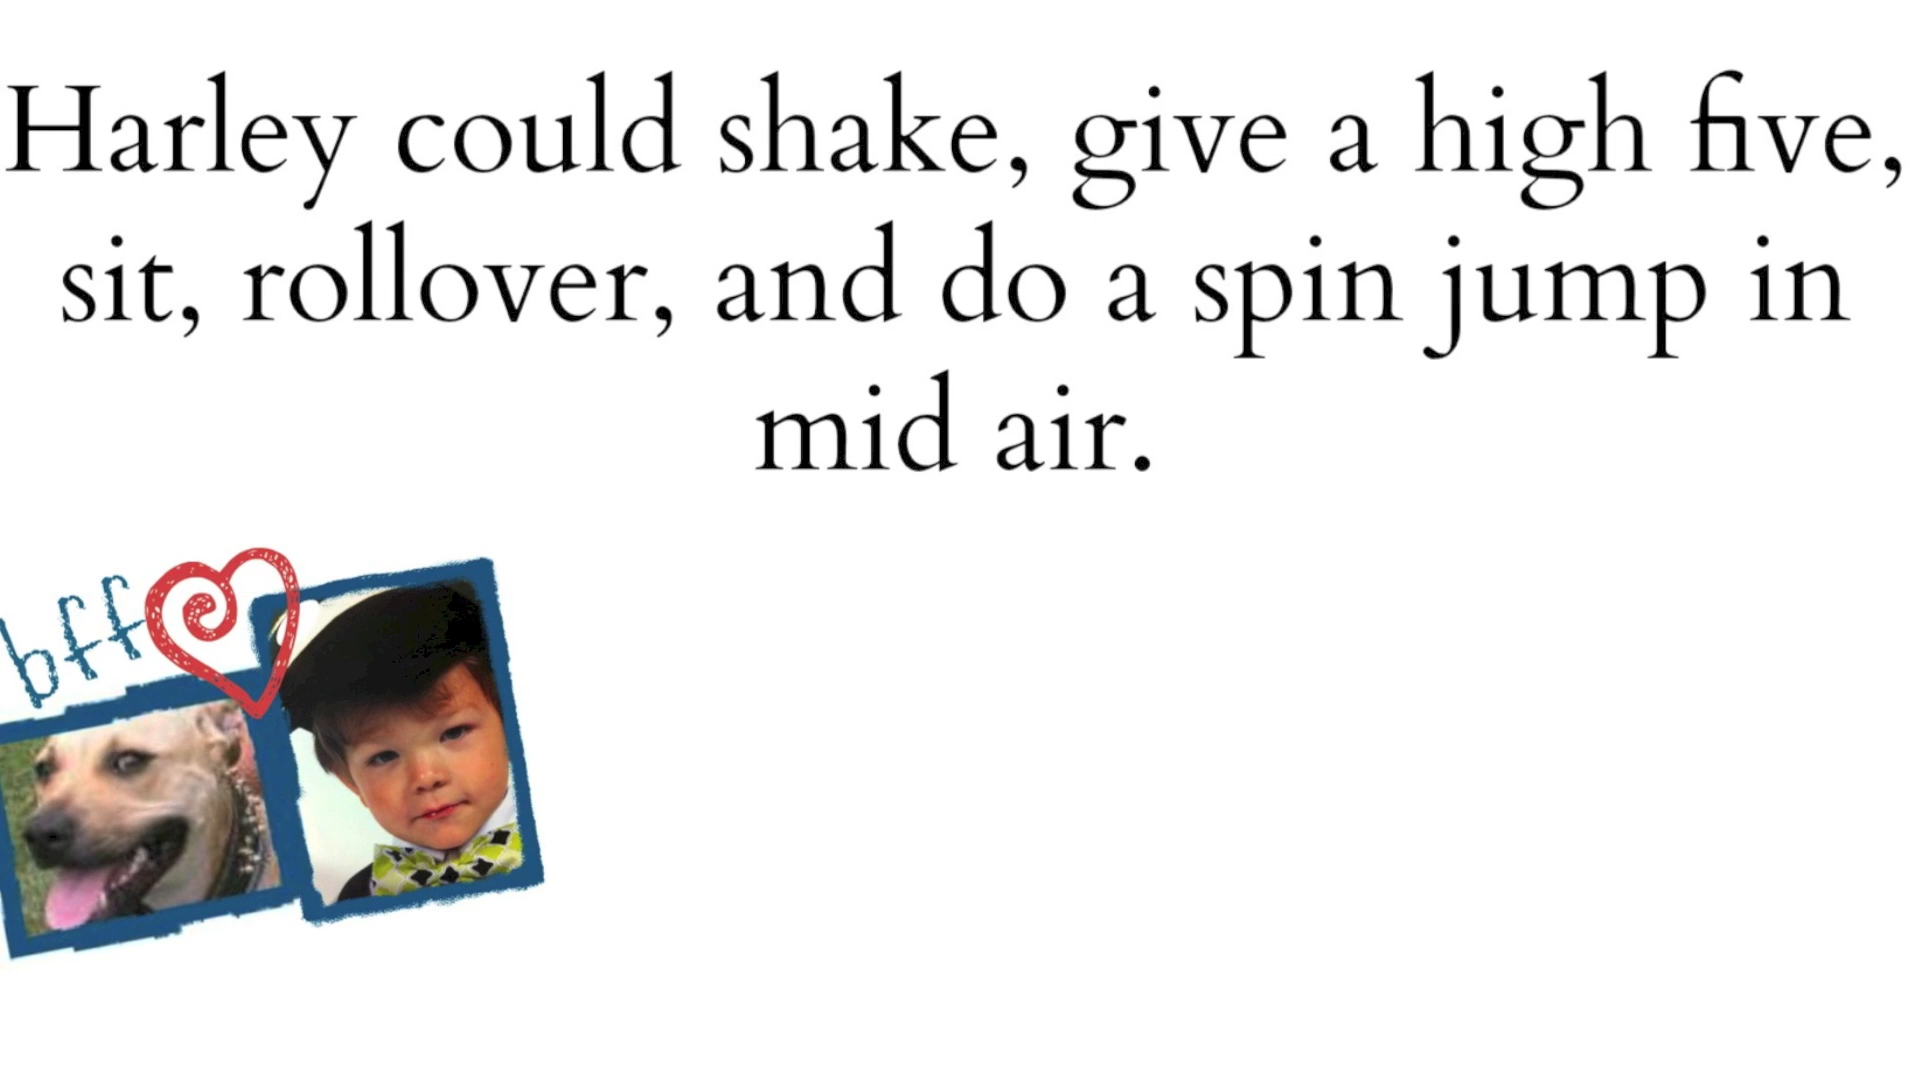 Harley could shake, give a high five,
sit, rollover, and do a spin jump in
mid air.
bff